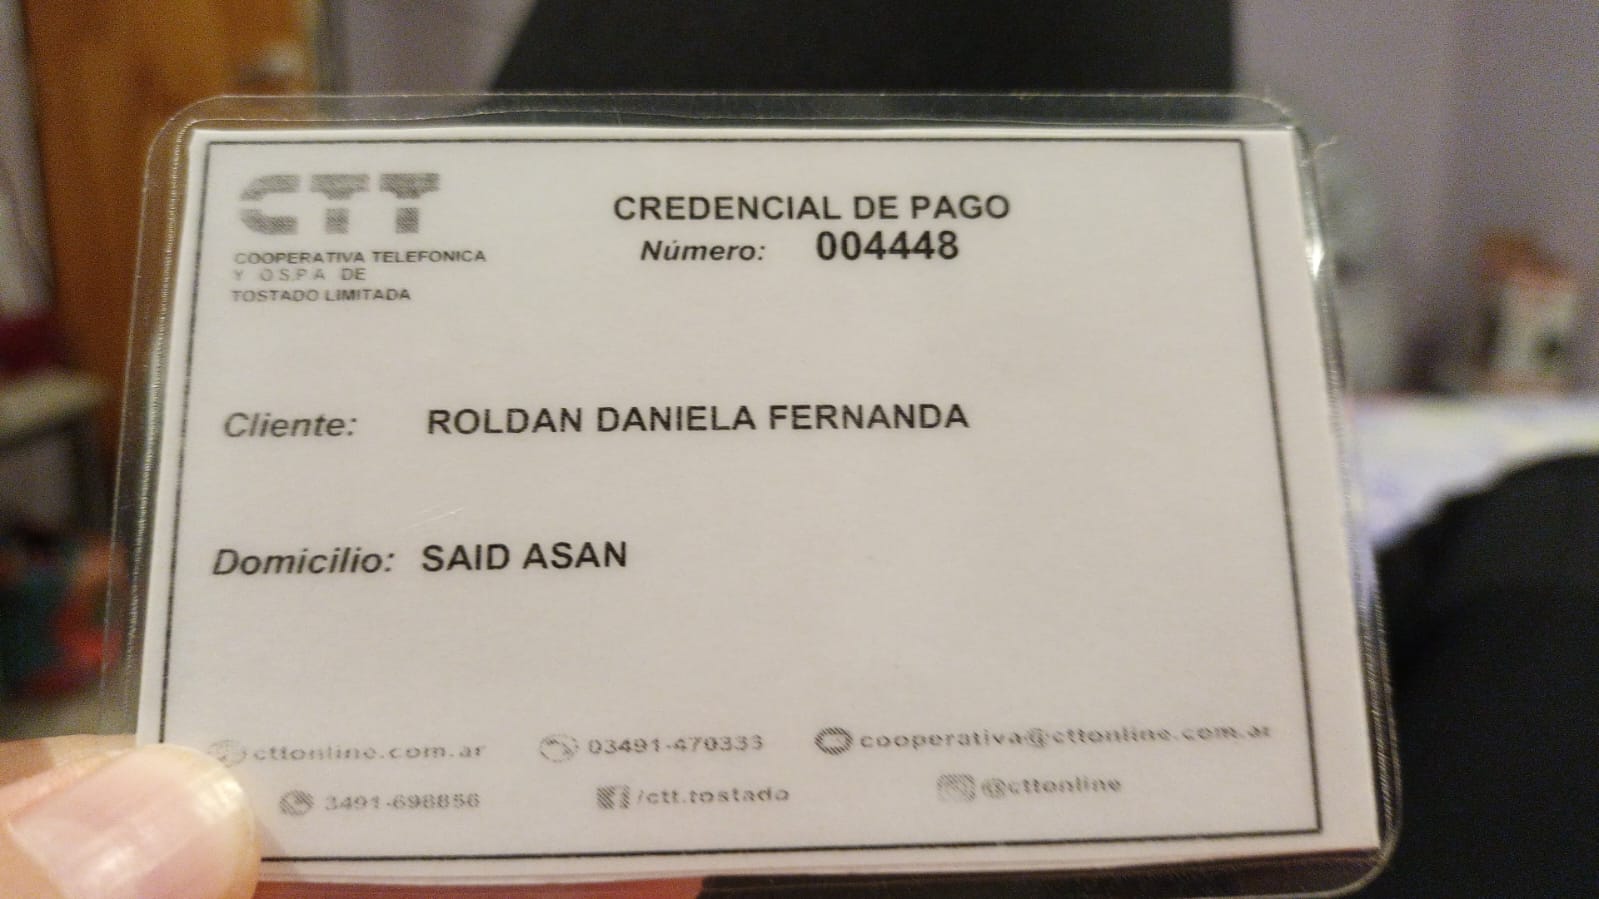 CTT
COOPERATIVA TELEFONICA
Y O.S.P.A DE
TOSTADO LIMITADA
CREDENCIAL DE PAGO
Número: 004448
Cliente: ROLDAN DANIELA FERNANDA
Domicilio: SAID ASAN
cttonline.com.ar 03491-470333 cooperativa@cttonline.com.ar
3491-698856 /ctt.tostado @cttonline